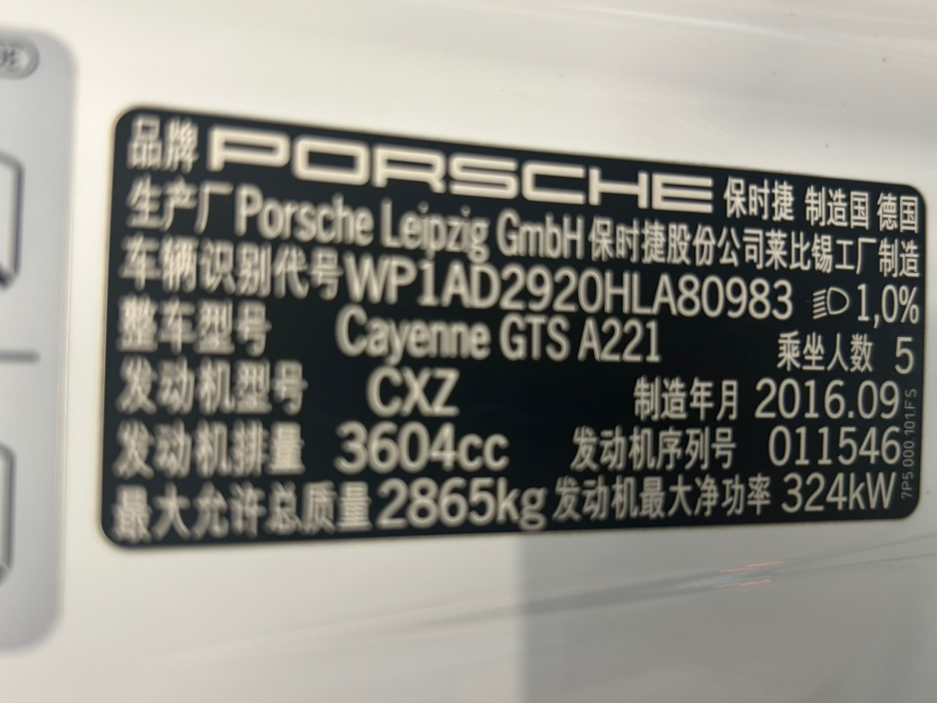 品牌 PORSCHE 保时捷 制造国 德国
生产厂 Porsche Leipzig GmbH 保时捷股份公司莱比锡工厂制造
车辆识别代号 WP1AD2920HLA80983 1,0%
整车型号 Cayenne GTS A221 乘坐人数 5
发动机型号 CXZ 制造年月 2016.09
发动机排量 3604cc 发动机序列号 011546
最大允许总质量 2865kg 发动机最大净功率 324kW
7P5 000.101.FS